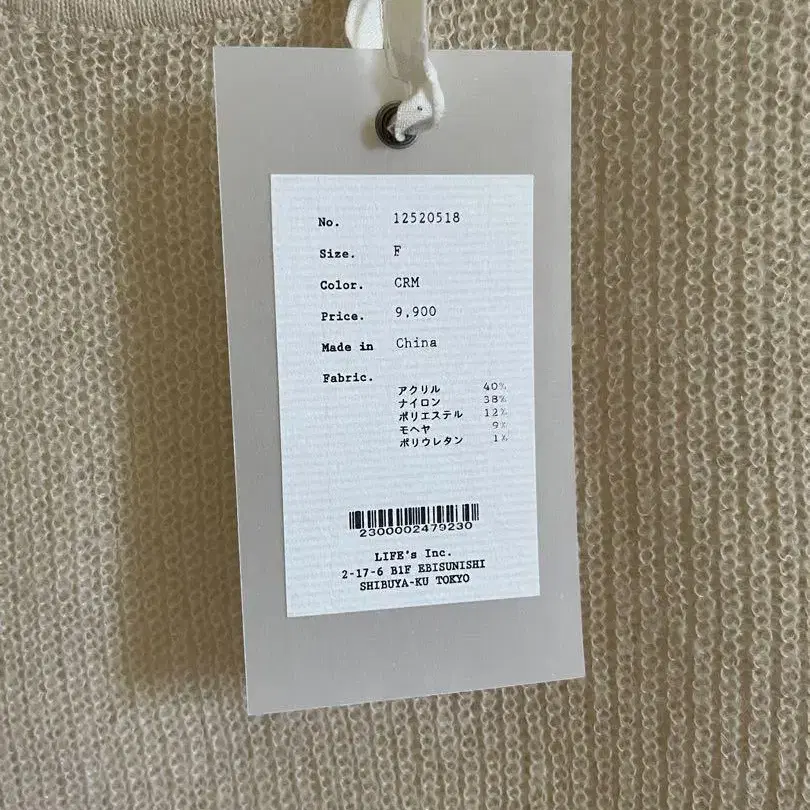 No. 12520518
Size. F
Color. CRM
Price. 9,900
Made in China
Fabric.
アクリル 40%
ナイロン 38%
ポリエステル 12%
モヘヤ 9%
ポリウレタン 1%
2300002479230
LIFE's Inc.
2-17-6 B1F EBISUNISHI
SHIBUYA-KU TOKYO